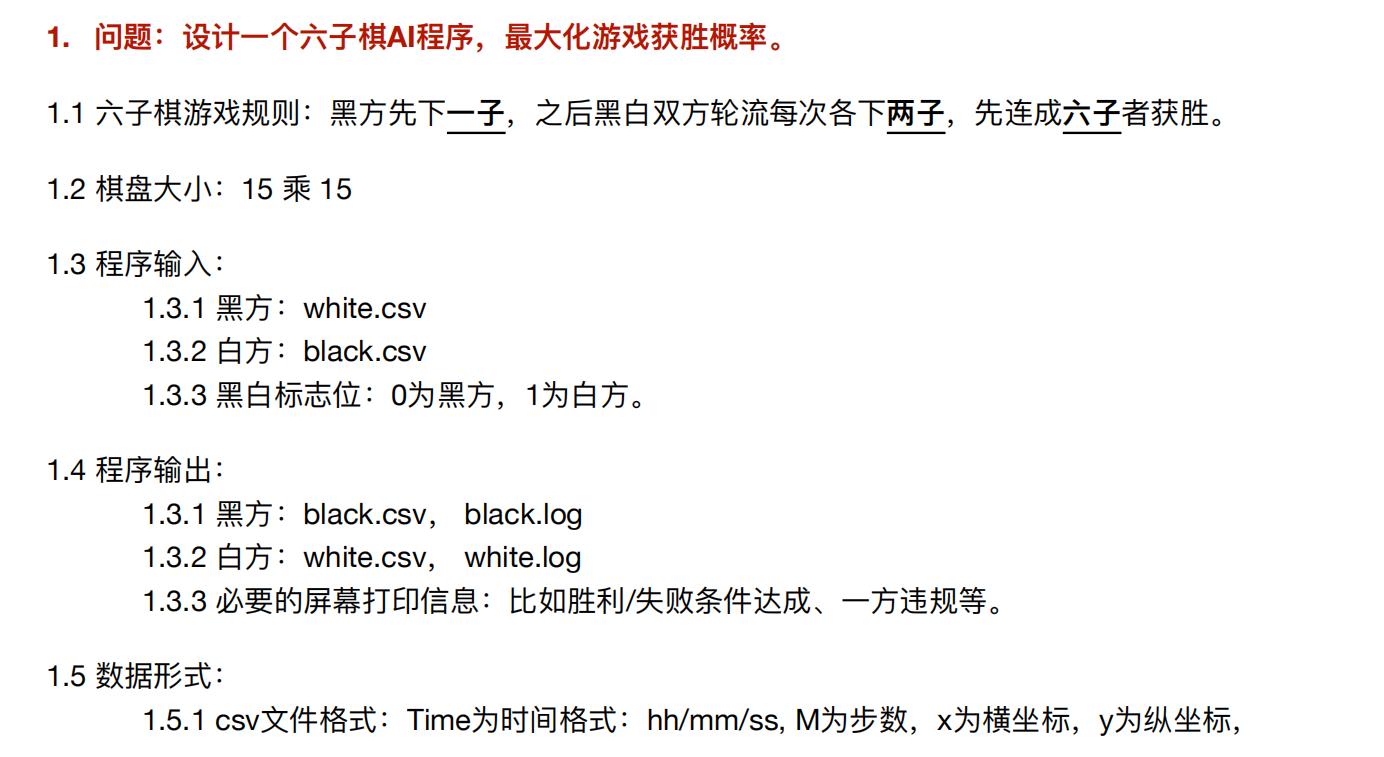 1. 问题：设计一个六子棋AI程序，最大化游戏获胜概率。
1.1 六子棋游戏规则：黑方先下一子，之后黑白双方轮流每次各下两子，先连成六子者获胜。
1.2 棋盘大小：15 乘 15
1.3 程序输入：
1.3.1 黑方：white.csv
1.3.2 白方：black.csv
1.3.3 黑白标志位：0为黑方，1为白方。
1.4 程序输出：
1.3.1 黑方：black.csv， black.log
1.3.2 白方：white.csv， white.log
1.3.3 必要的屏幕打印信息：比如胜利/失败条件达成、一方违规等。
1.5 数据形式：
1.5.1 csv文件格式：Time为时间格式：hh/mm/ss, M为步数，x为横坐标，y为纵坐标，